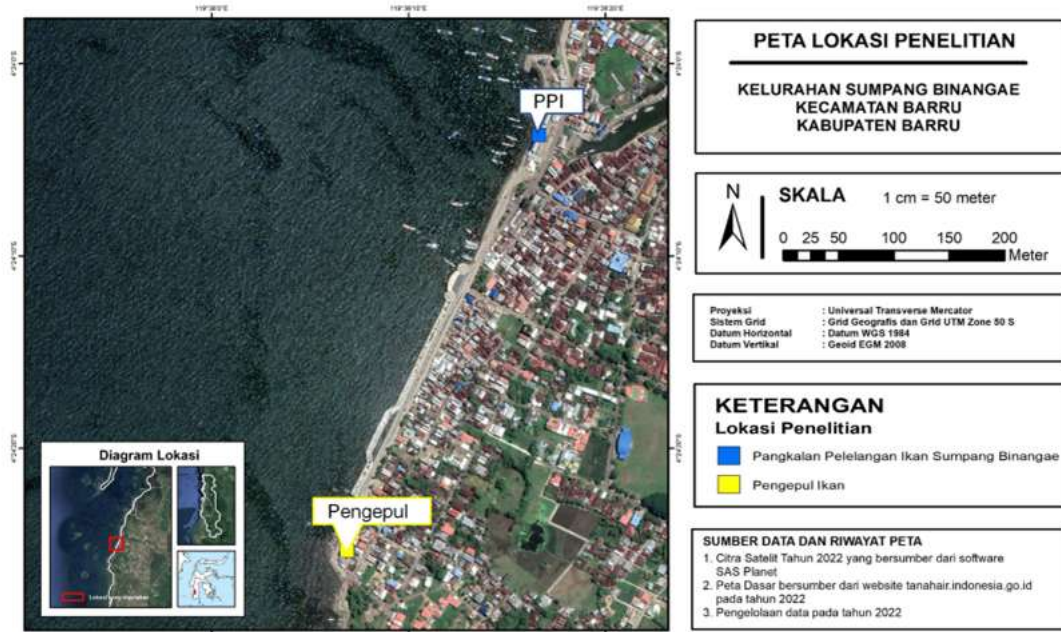 119°36'10"E
PPI
Pengepul
Diagram Lokasi
PETA LOKASI PENELITIAN
KELURAHAN SUMPANG BINANGAE
KECAMATAN BARRU
KABUPATEN BARRU
N
SKALA 1 cm = 50 meter
0 25 50 100 150 200
Meter
Proyeksi : Universal Transverse Mercator
Sistem Grid : Grid Geografis dan Grid UTM Zone 50 S
Datum Horizontal : Datum WGS 1984
Datum Vertikal : Geoid EGM 2008
KETERANGAN
Lokasi Penelitian
Pangkalan Pelelangan Ikan Sumpang Binangae
Pengepul Ikan
SUMBER DATA DAN RIWAYAT PETA
1. Citra Satelit Tahun 2022 yang bersumber dari software
SAS Planet
2. Peta Dasar bersumber dari website tanahair.indonesia.go.id
pada tahun 2022
3. Pengelolaan data pada tahun 2022